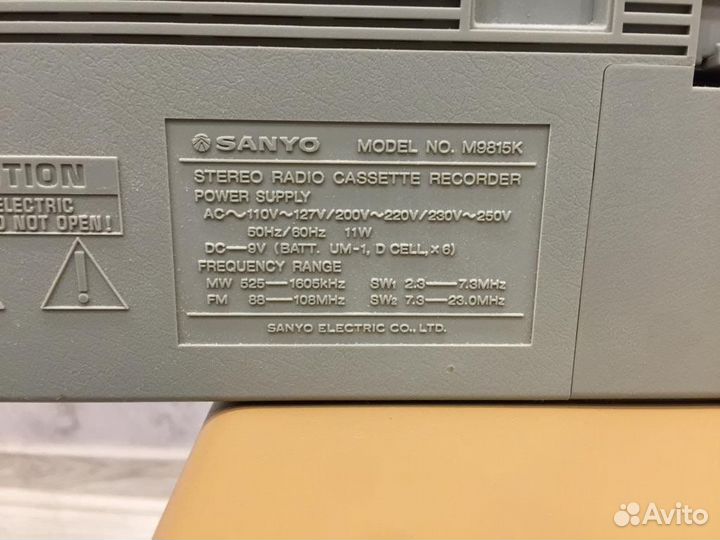 SANYO MODEL NO. M9815K
STEREO RADIO CASSETTE RECORDER
POWER SUPPLY
AC～110V～127V/200V～220V/230V～250V
50Hz/60Hz 11W
DC—9V (BATT. UM-1, D CELL, × 6)
FREQUENCY RANGE
MW 525—1605kHz SW1 2.3—7.3MHz
FM 88—108MHz SW2 7.3—23.0MHz
SANYO ELECTRIC CO., LTD.
UTION
ELECTRIC
O NOT OPEN!
!
Avito